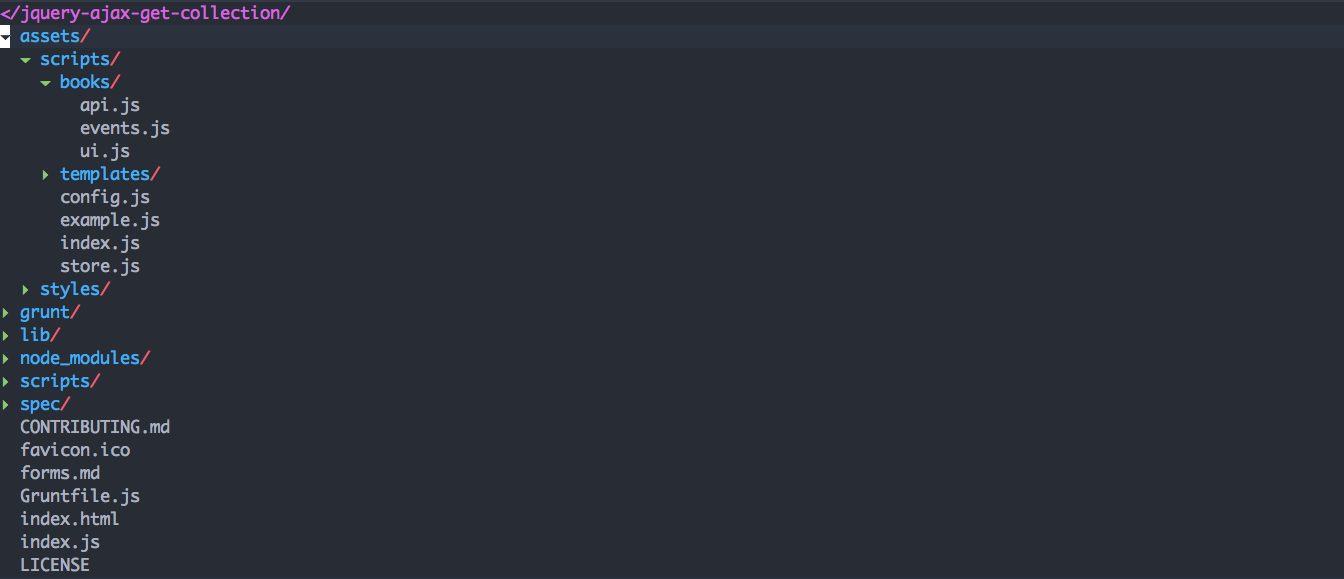 </jquery-ajax-get-collection/
assets/
scripts/
books/
api.js
events.js
ui.js
templates/
config.js
example.js
index.js
store.js
styles/
grunt/
lib/
node_modules/
scripts/
spec/
CONTRIBUTING.md
favicon.ico
forms.md
Gruntfile.js
index.html
index.js
LICENSE